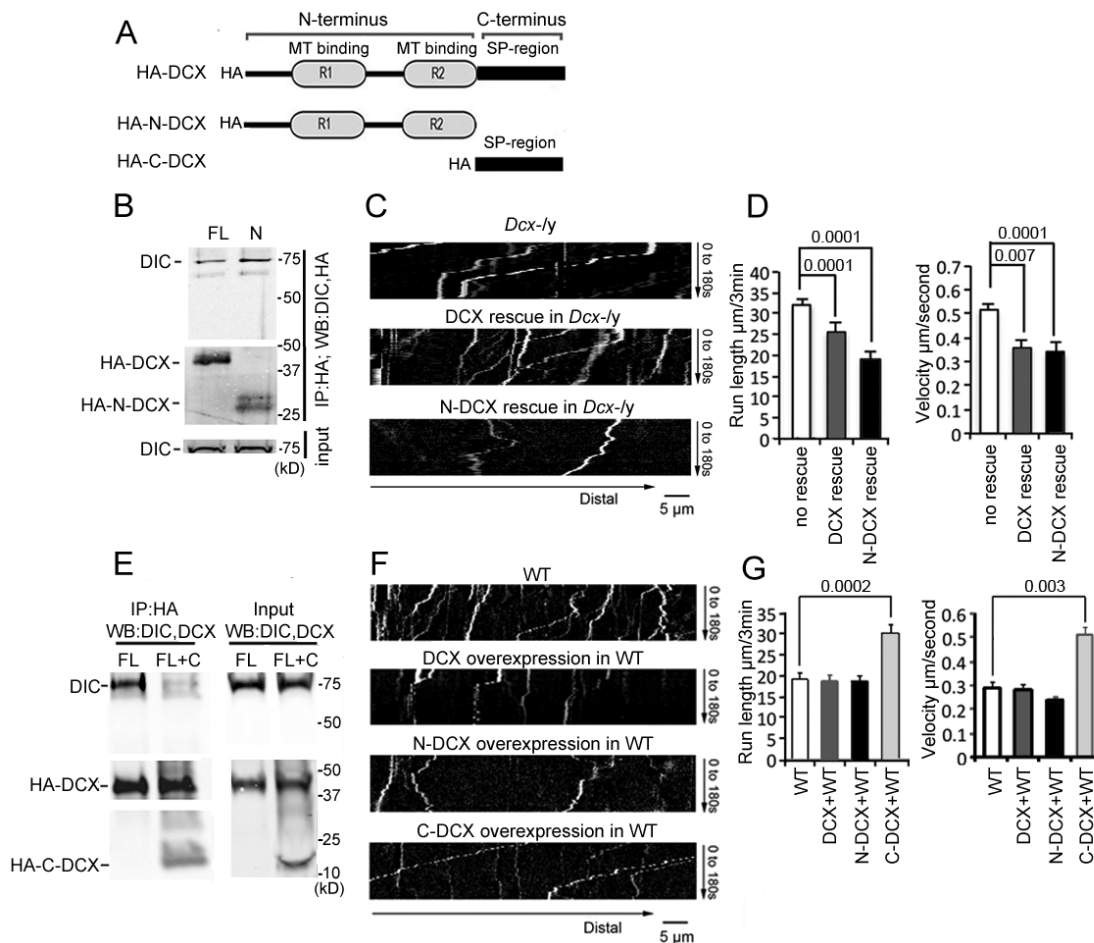 A
N-terminus C-terminus
MT binding MT binding SP-region
HA-DCX HA R1 R2
HA-N-DCX HA R1 R2
SP-region
HA-C-DCX HA
B
FL N
DIC -75
-50
-50
HA-DCX -37
HA-N-DCX
-25
DIC -75
(kD)
IP:HA; WB:DIC,HA
input
C
Dcx-/y
0 to 180s
DCX rescue in Dcx-/y
0 to 180s
N-DCX rescue in Dcx-/y
0 to 180s
Distal
5 µm
D
0.0001
0.0001
Run length µm/3min
40
35
30
25
20
15
10
5
0
no rescue
DCX rescue
N-DCX rescue
0.0001
0.007
Velocity µm/second
0.7
0.6
0.5
0.4
0.3
0.2
0.1
0
no rescue
DCX rescue
N-DCX rescue
E
IP:HA Input
WB:DIC,DCX WB:DIC,DCX
FL FL+C FL FL+C
DIC -75
-50
-50
HA-DCX -37
-25
HA-C-DCX -10
(kD)
F
WT
0 to 180s
DCX overexpression in WT
0 to 180s
N-DCX overexpression in WT
0 to 180s
C-DCX overexpression in WT
0 to 180s
Distal
5 µm
G
0.0002
Run length µm/3min
40
35
30
25
20
15
10
5
0
WT
DCX+WT
N-DCX+WT
C-DCX+WT
0.003
Velocity µm/second
0.6
0.5
0.4
0.3
0.2
0.1
0
WT
DCX+WT
N-DCX+WT
C-DCX+WT